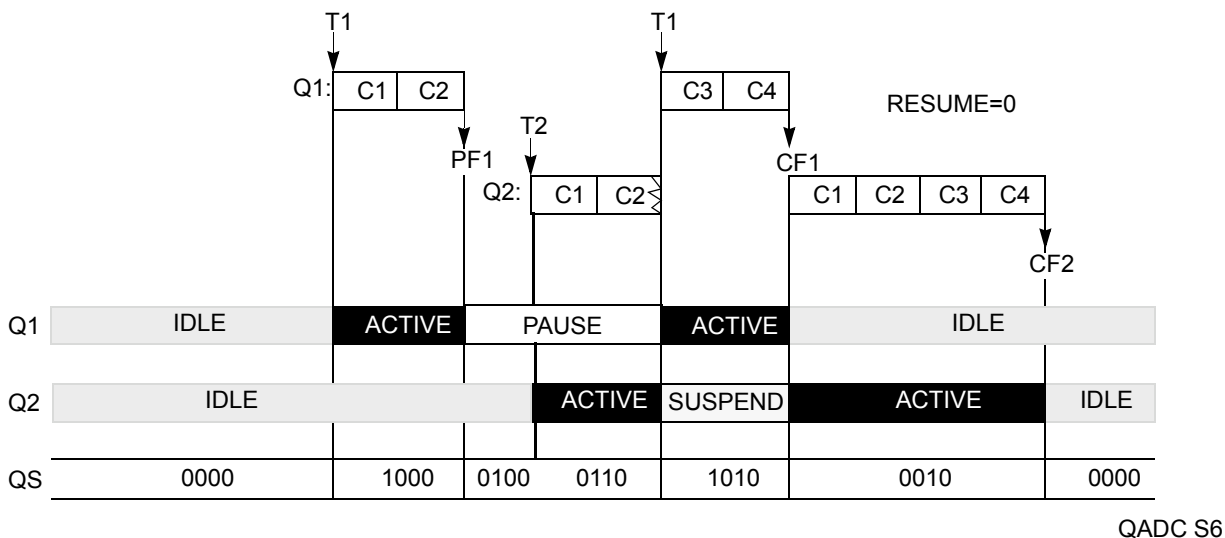 T1 T1
Q1: C1 C2 C3 C4 RESUME=0
T2
PF1 CF1
Q2: C1 C2 C1 C2 C3 C4
CF2
Q1 IDLE ACTIVE PAUSE ACTIVE IDLE
Q2 IDLE ACTIVE SUSPEND ACTIVE IDLE
QS 0000 1000 0100 0110 1010 0010 0000
QADC S6